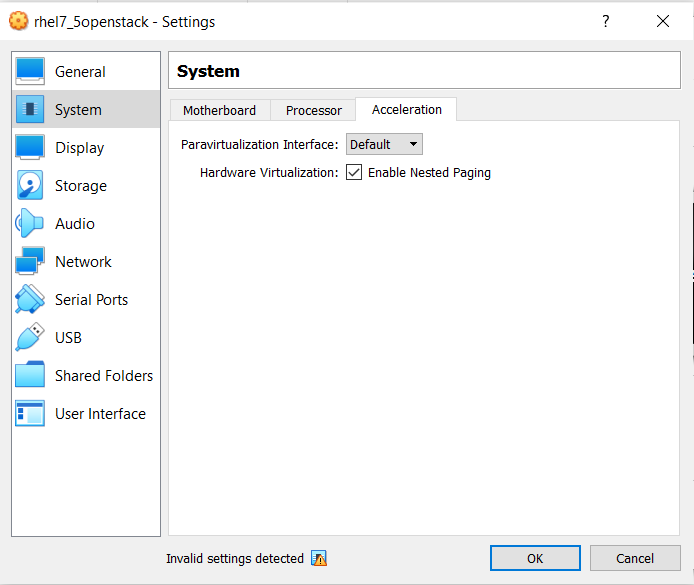 rhel7_5openstack - Settings
?
General
System
Display
Storage
Audio
Network
Serial Ports
USB
Shared Folders
User Interface
System
Motherboard Processor Acceleration
Paravirtualization Interface: Default
Hardware Virtualization: Enable Nested Paging
Invalid settings detected
OK Cancel